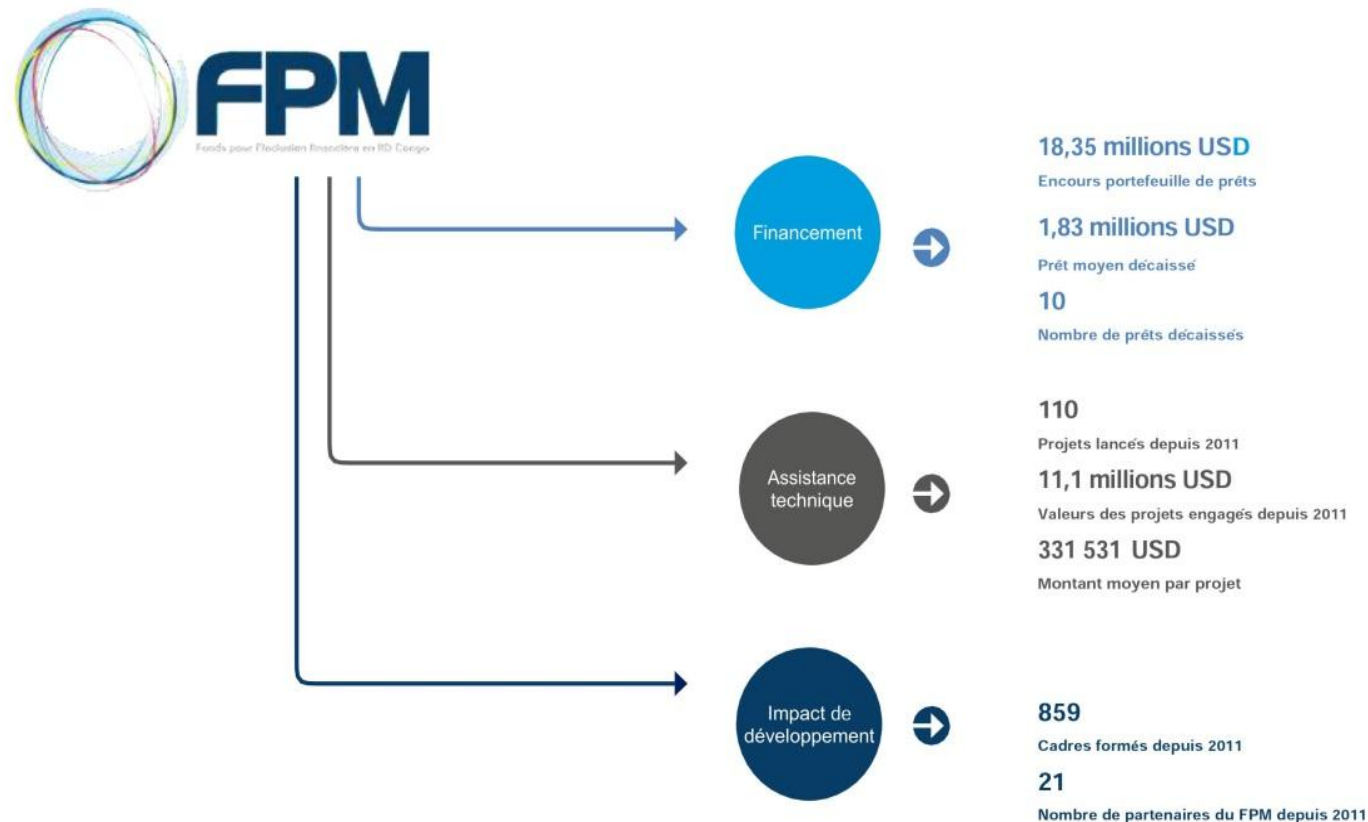 FPM
Fonds pour l'inclusion financière en RD Congo
18,35 millions USD
Encours portefeuille de prêts
Financement
1,83 millions USD
Prêt moyen décaissé
10
Nombre de prêts décaissés
110
Projets lancés depuis 2011
Assistance
technique
11,1 millions USD
Valeurs des projets engagés depuis 2011
331 531 USD
Montant moyen par projet
Impact de
développement
859
Cadres formés depuis 2011
21
Nombre de partenaires du FPM depuis 2011